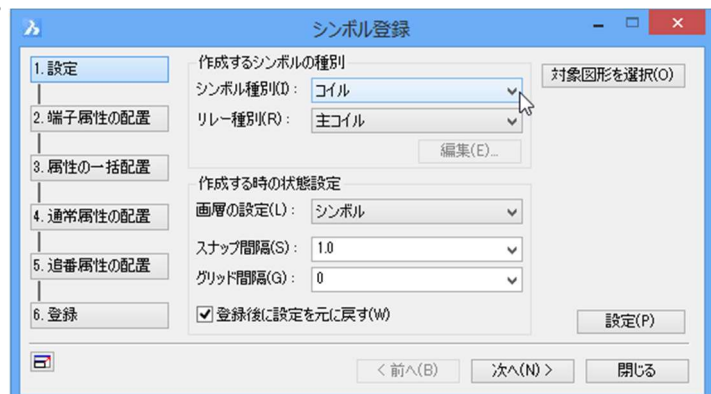 シンボル登録
1.設定
2.端子属性の配置
3.属性の一括配置
4.通常属性の配置
5.追番属性の配置
6.登録
作成するシンボルの種別
シンボル種別(I): コイル
リレー種別(R): 主コイル
編集(E)...
作成する時の状態設定
画層の設定(L): シンボル
スナップ間隔(S): 1.0
グリッド間隔(G): 0
登録後に設定を元に戻す(W)
対象図形を選択(O)
設定(P)
< 前へ(B) 次へ(N) > 閉じる